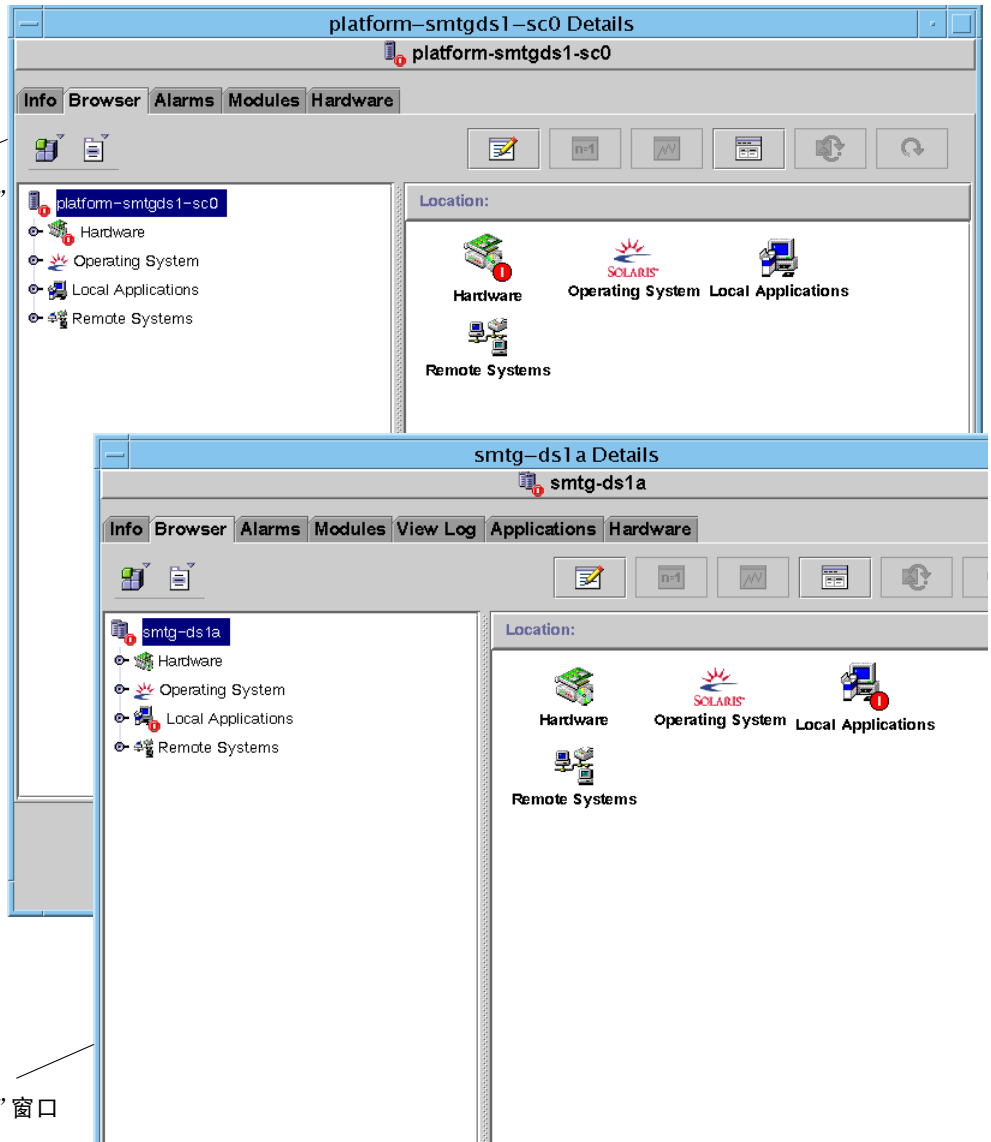 platform-smtgds1-sc0 Details
platform-smtgds1-sc0
Info Browser Alarms Modules Hardware
n=1
”
platform-smtgds1-sc0
Hardware
Operating System
Local Applications
Remote Systems
Location:
Hardware
SOLARIS
Operating System
Local Applications
Remote Systems
smtg-ds1a Details
smtg-ds1a
Info Browser Alarms Modules View Log Applications Hardware
n=1
smtg-ds1a
Hardware
Operating System
Local Applications
Remote Systems
Location:
Hardware
SOLARIS
Operating System
Local Applications
Remote Systems
”窗口